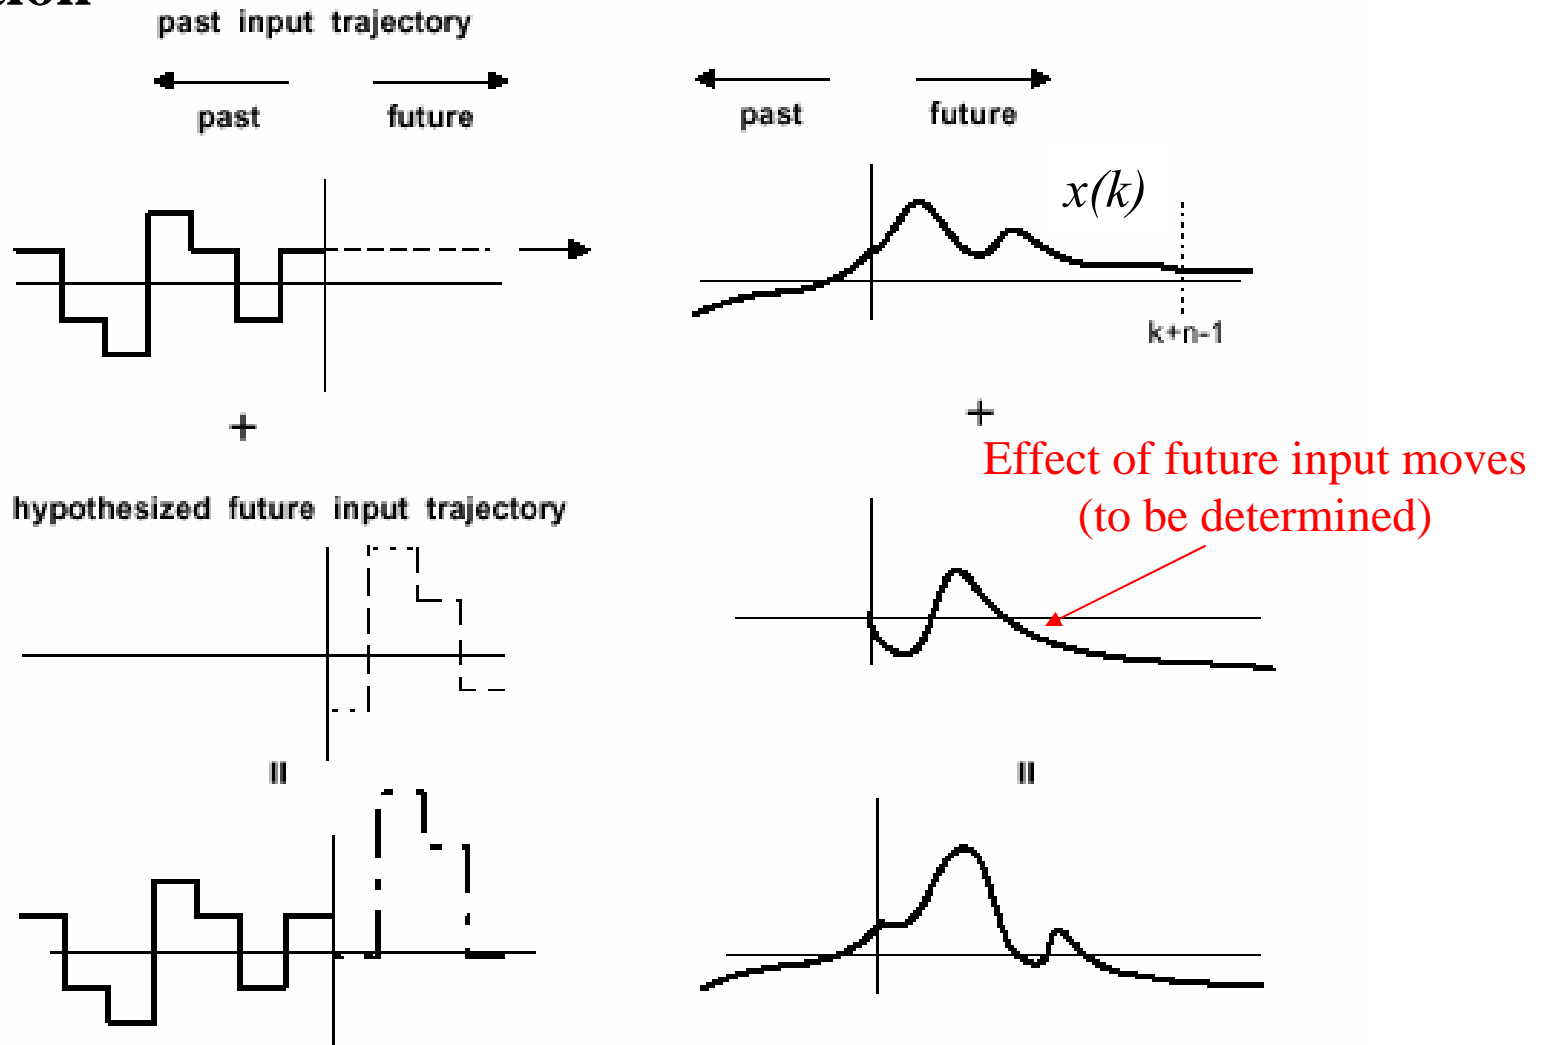 past input trajectory
past future
past future
x(k)
k+n-1
+
+
Effect of future input moves
(to be determined)
hypothesized future input trajectory
=
=